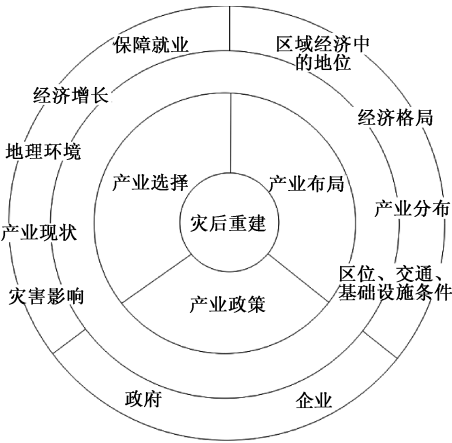 保障就业
区域经济中
的地位
经济增长
经济格局
地理环境
产业选择
产业布局
产业分布
产业现状
灾后重建
灾害影响
区位、交通、
基础设施条件
产业政策
政府
企业